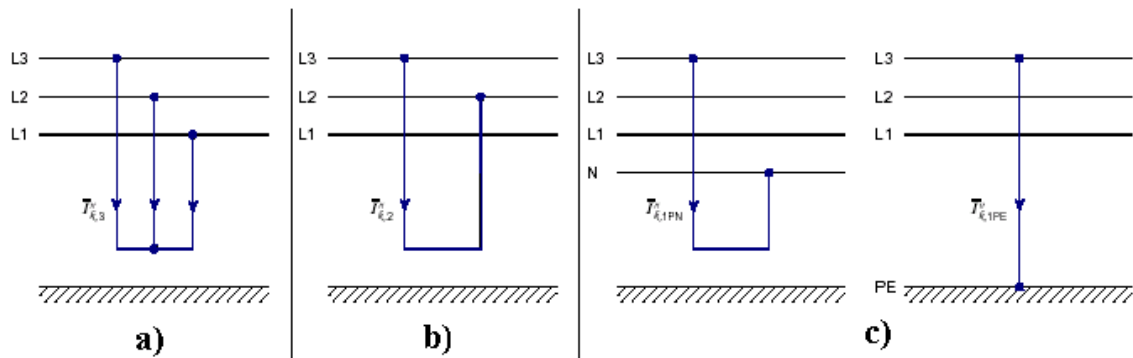 L3
L2
L1
I"k,3
a)
L3
L2
L1
I"k,2
b)
L3
L2
L1
N
I"k,1PN
L3
L2
L1
I"k,1PE
PE
c)